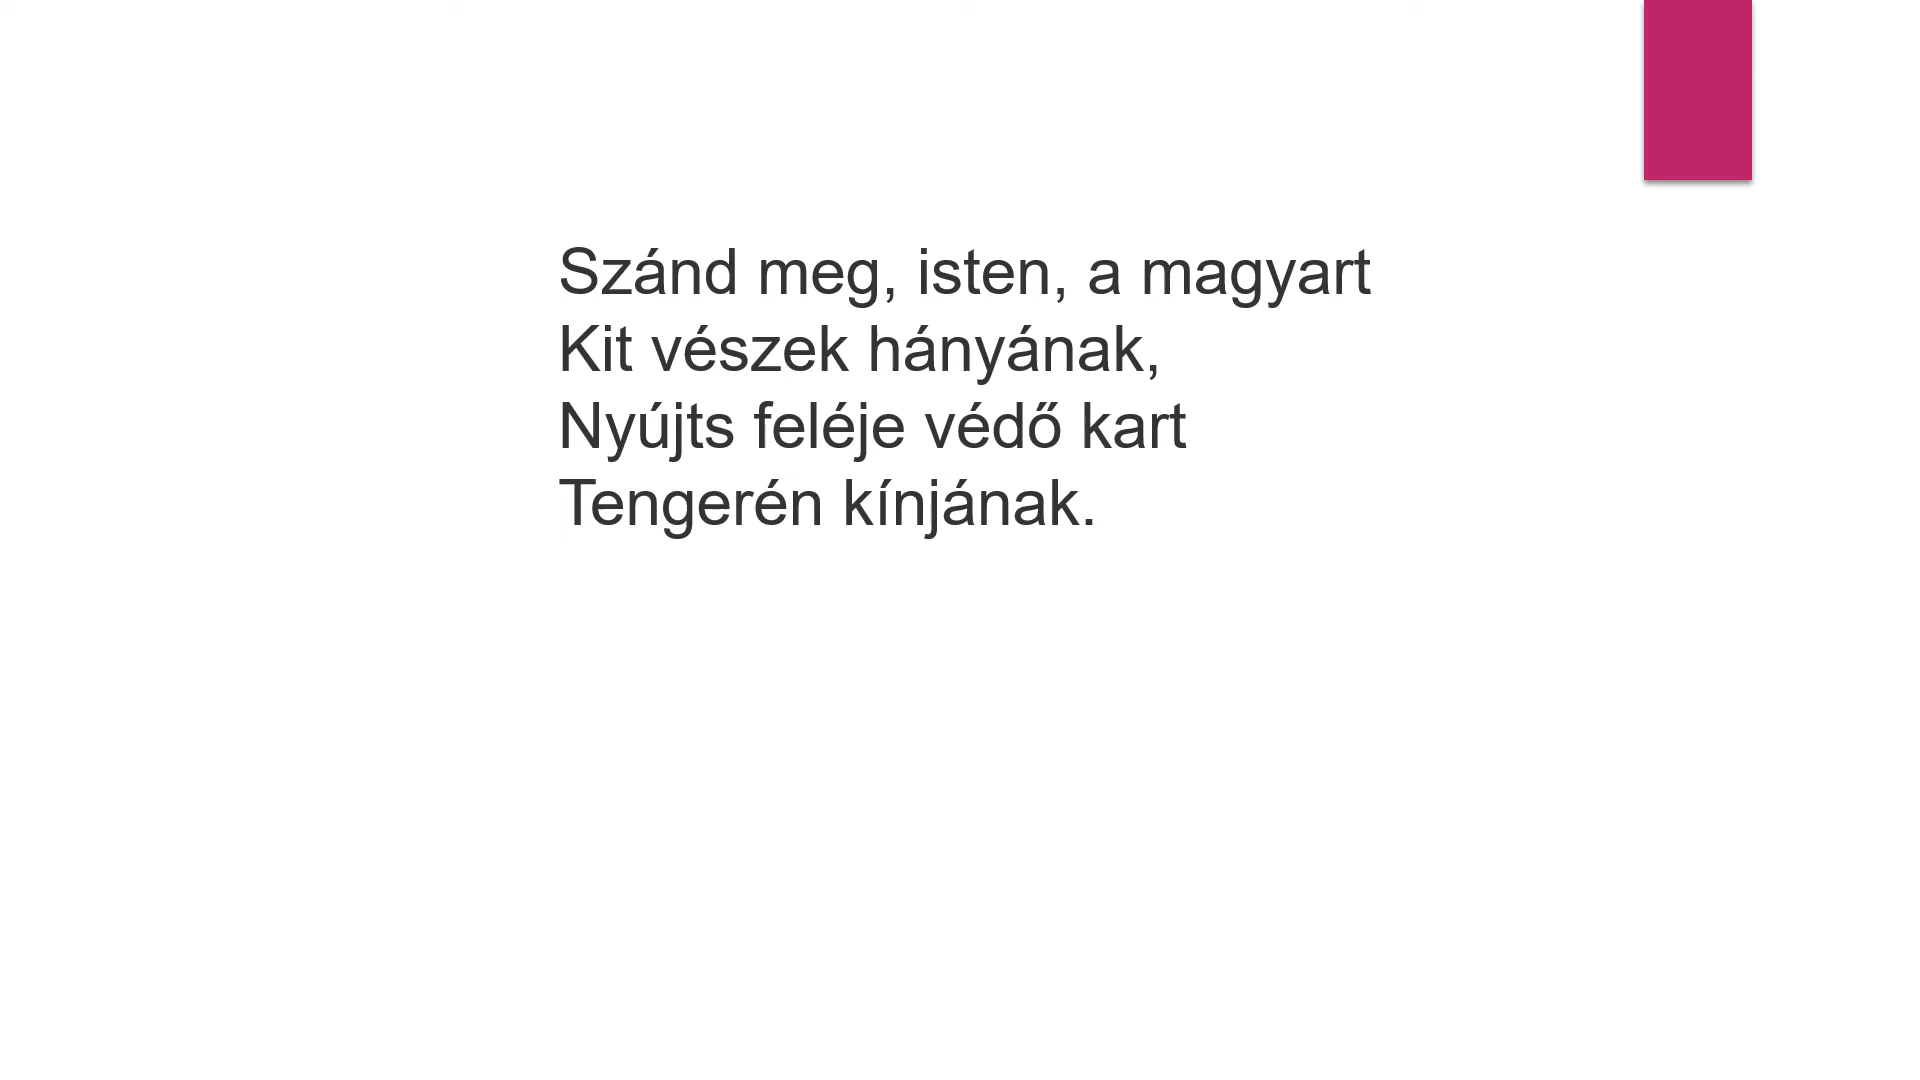 Szánd meg, isten, a magyart
Kit vészek hányának,
Nyújts feléje védő kart
Tengerén kínjának.